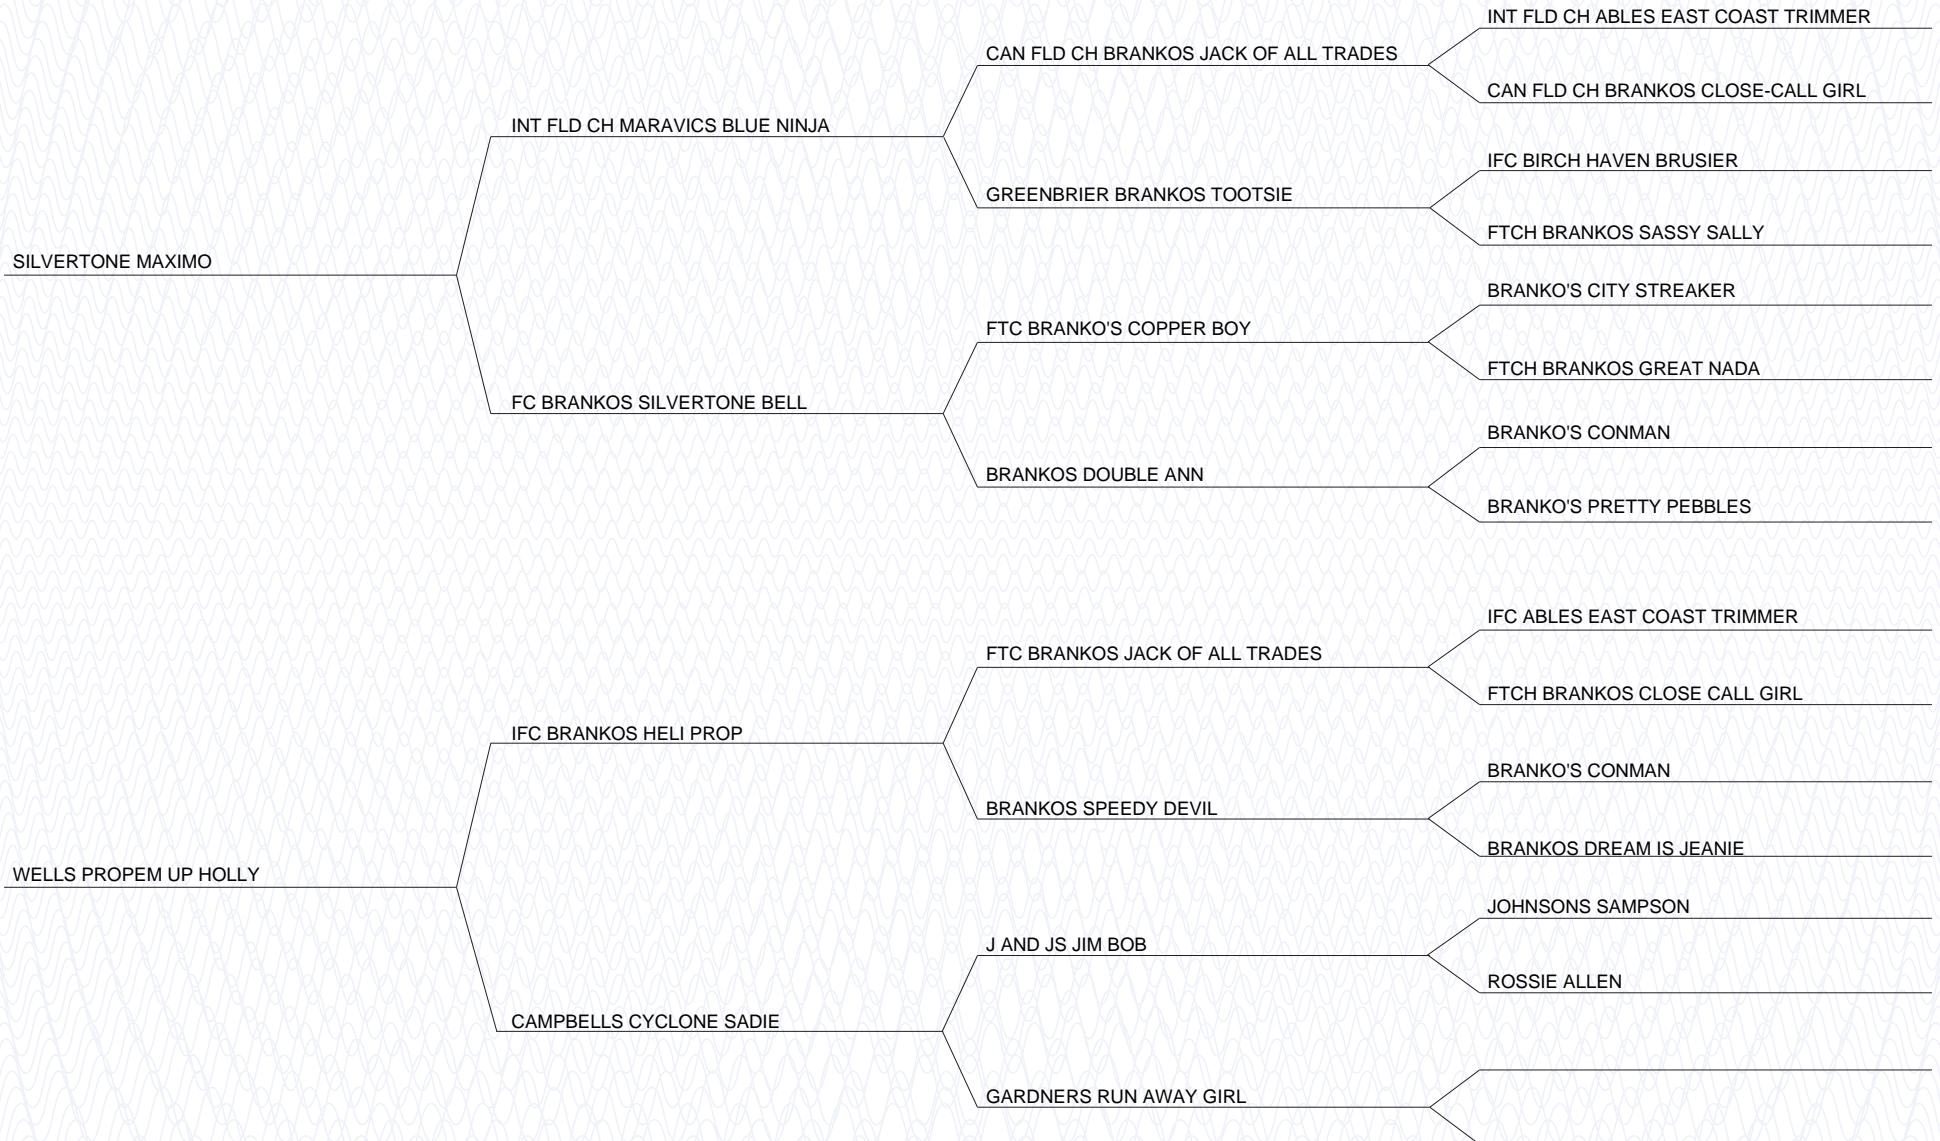 INT FLD CH ABLES EAST COAST TRIMMER
CAN FLD CH BRANKOS JACK OF ALL TRADES
CAN FLD CH BRANKOS CLOSE-CALL GIRL
INT FLD CH MARAVICS BLUE NINJA
IFC BIRCH HAVEN BRUSIER
GREENBRIER BRANKOS TOOTSIE
FTCH BRANKOS SASSY SALLY
SILVERTONE MAXIMO
BRANKO'S CITY STREAKER
FTC BRANKO'S COPPER BOY
FTCH BRANKOS GREAT NADA
FC BRANKOS SILVERTONE BELL
BRANKO'S CONMAN
BRANKOS DOUBLE ANN
BRANKO'S PRETTY PEBBLES
IFC ABLES EAST COAST TRIMMER
FTC BRANKOS JACK OF ALL TRADES
FTCH BRANKOS CLOSE CALL GIRL
IFC BRANKOS HELI PROP
BRANKO'S CONMAN
BRANKOS SPEEDY DEVIL
BRANKOS DREAM IS JEANIE
WELLS PROPEM UP HOLLY
JOHNSONS SAMPSON
J AND JS JIM BOB
ROSSIE ALLEN
CAMPBELLS CYCLONE SADIE
GARDNERS RUN AWAY GIRL